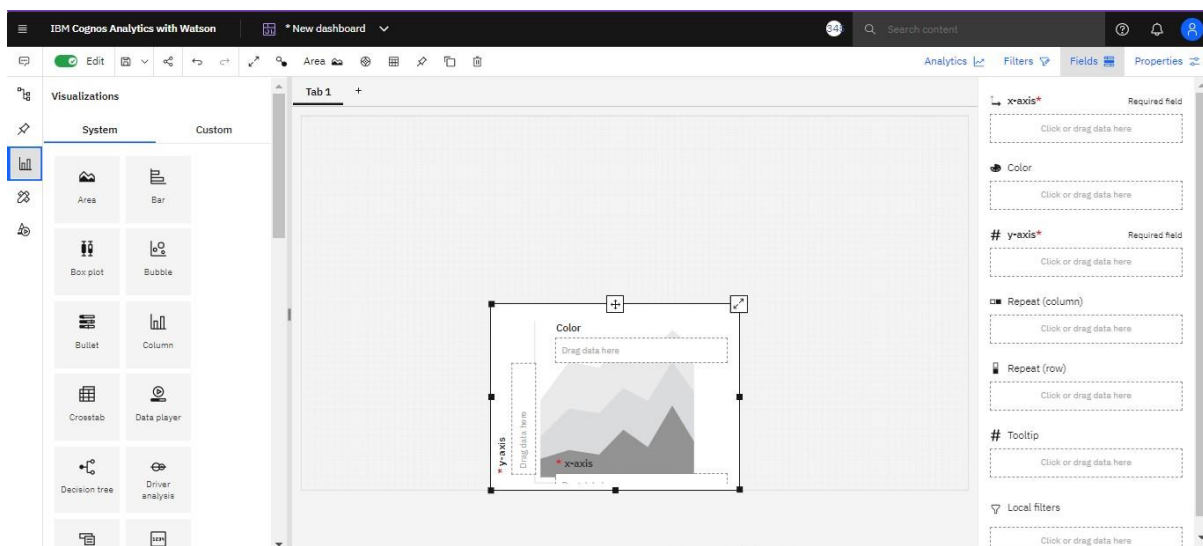 IBM Cognos Analytics with Watson
* New dashboard
Search content
Edit
Area
Analytics
Filters
Fields
Properties
Visualizations
System
Custom
Area
Bar
Box plot
Bubble
Bullet
Column
Crosstab
Data player
Decision tree
Driver
analysis
Tab 1 +
Color
Drag data here
* y-axis
Drag data here
* x-axis
x-axis* Required field
Click or drag data here
Color
Click or drag data here
# y-axis* Required field
Click or drag data here
Repeat (column)
Click or drag data here
Repeat (row)
Click or drag data here
# Tooltip
Click or drag data here
Local filters
Click or drag data here